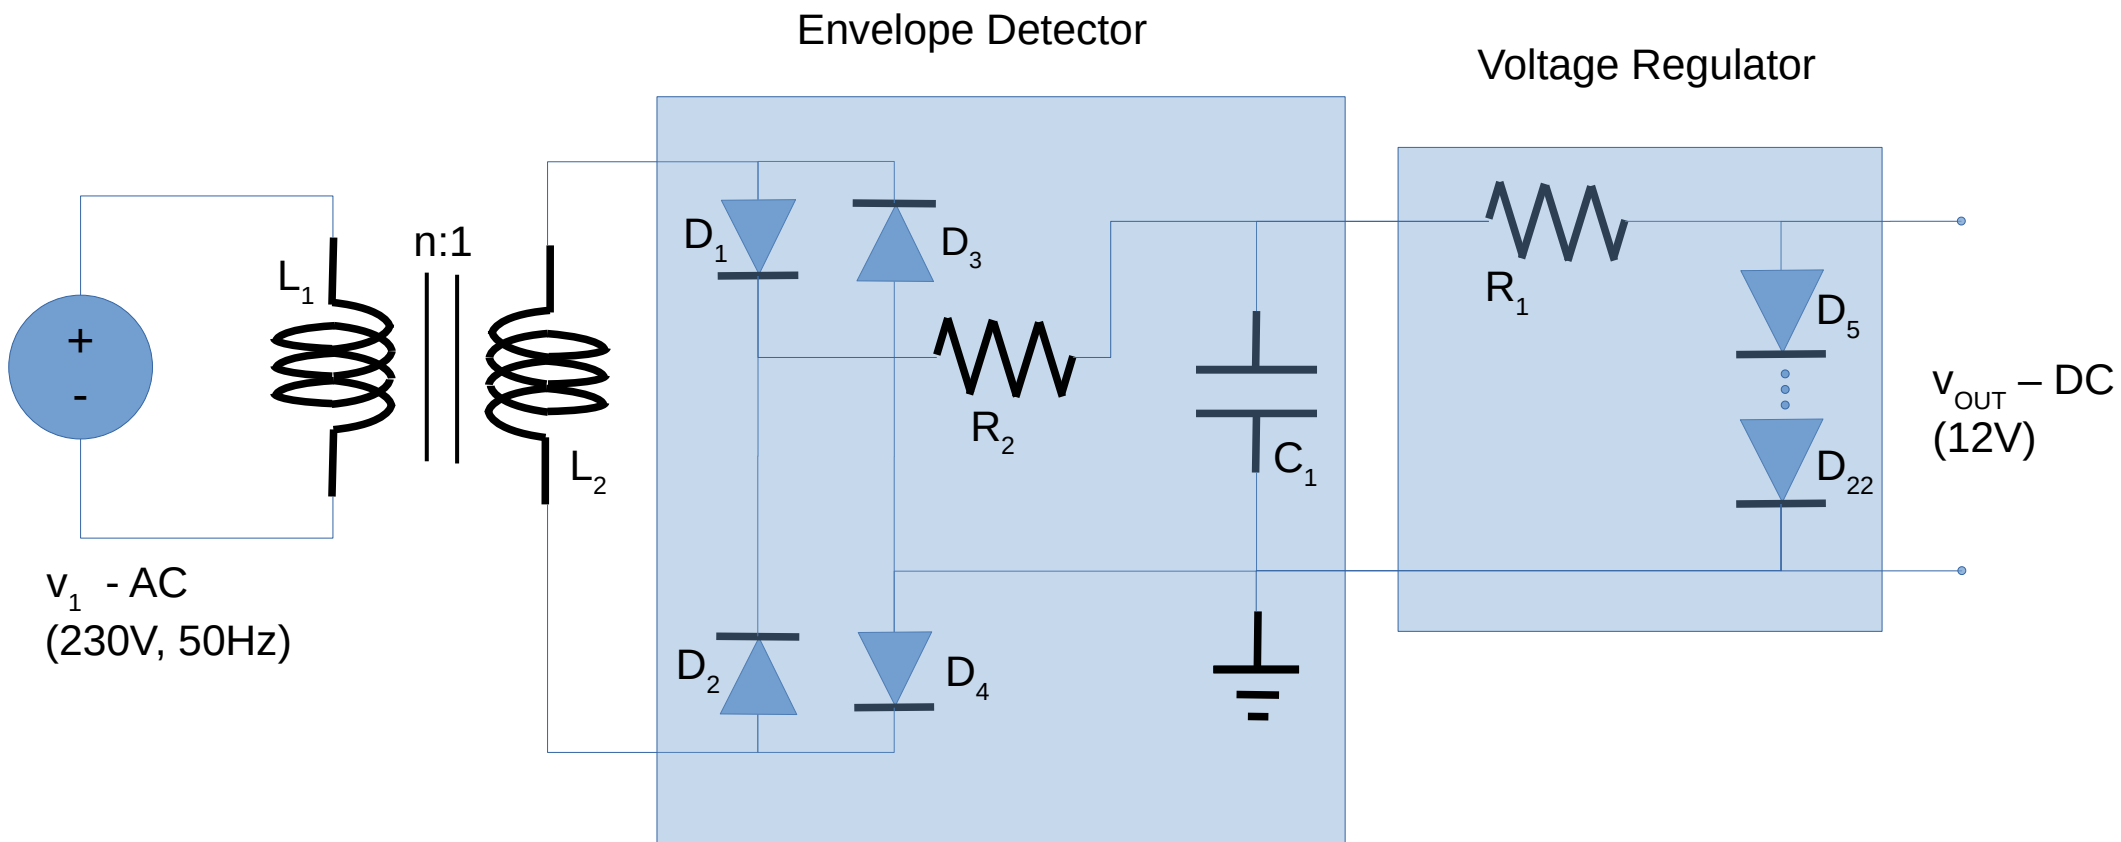 Envelope Detector
Voltage Regulator
n:1
L1
L2
+
-
v1 - AC
(230V, 50Hz)
D1
D3
R2
D2
D4
C1
R1
D5
D22
vOUT – DC
(12V)